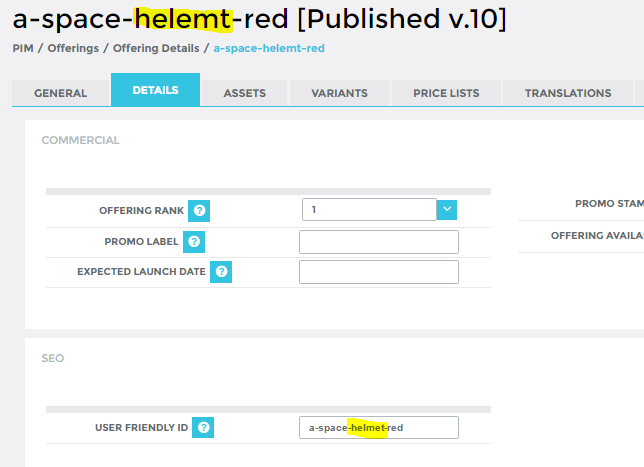 a-space-helemt-red [Published v.10]
PIM / Offerings / Offering Details / a-space-helemt-red
GENERAL DETAILS ASSETS VARIANTS PRICE LISTS TRANSLATIONS
COMMERCIAL
OFFERING RANK ? 1
PROMO STAM
PROMO LABEL ?
OFFERING AVAILA
EXPECTED LAUNCH DATE ?
SEO
USER FRIENDLY ID ? a-space-helmet-red